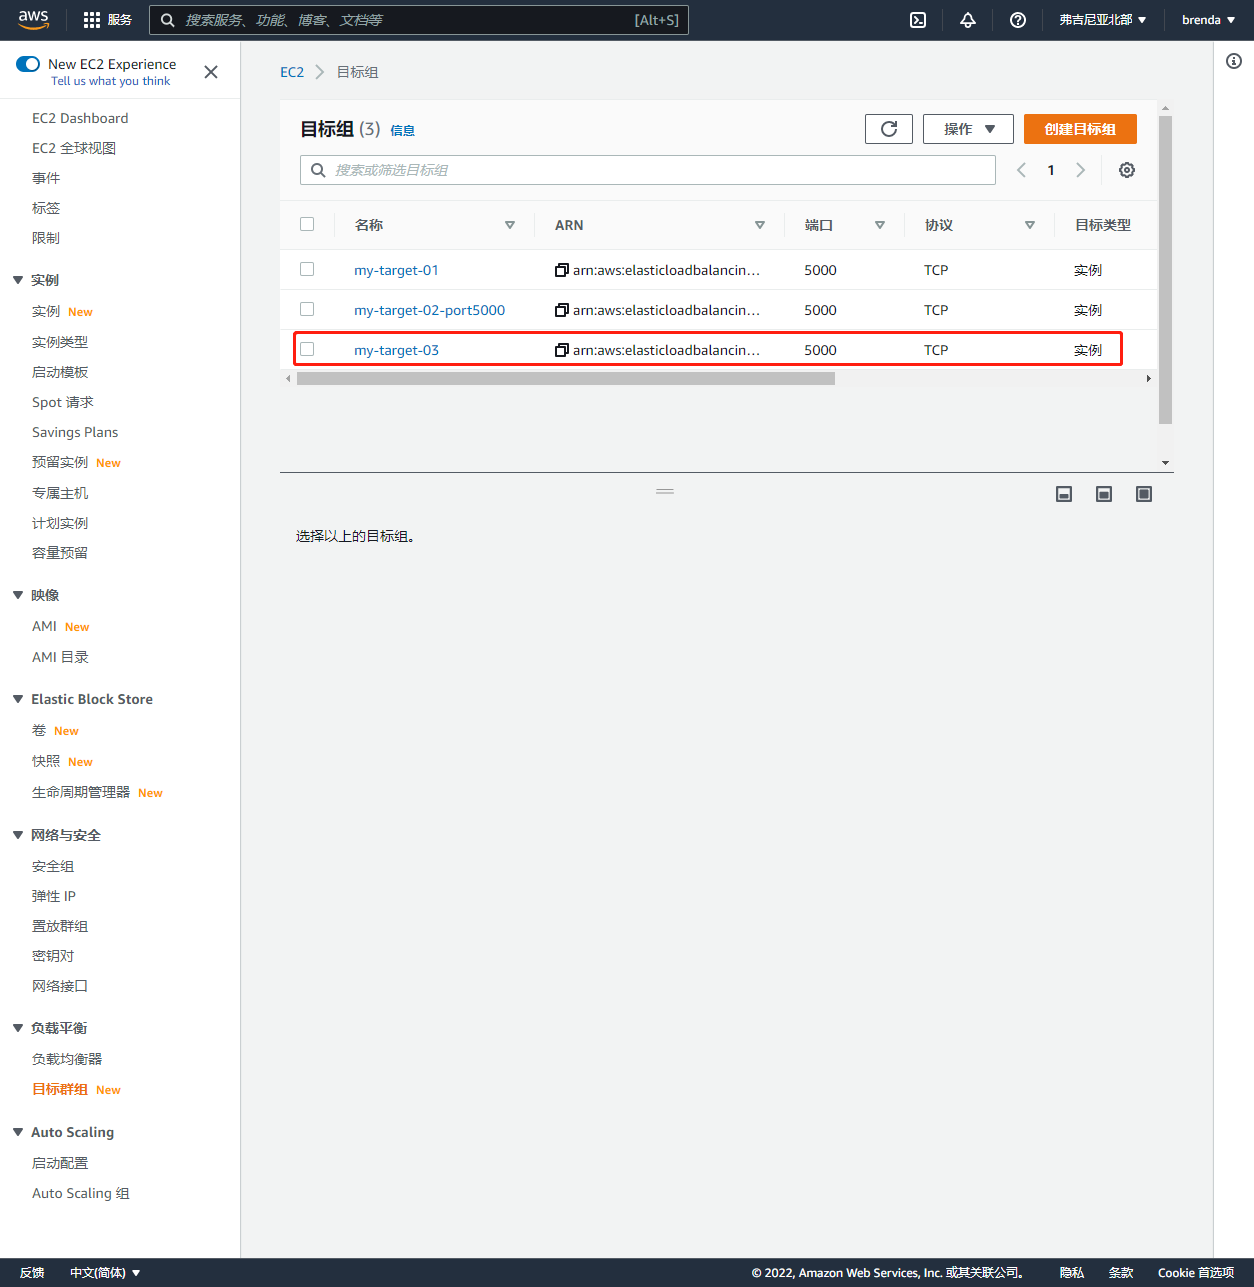 aws 服务 搜索服务、功能、博客、文档等 [Alt+S] 弗吉尼亚北部 brenda
New EC2 Experience
Tell us what you think
EC2 Dashboard
EC2 全球视图
事件
标签
限制
实例
实例 New
实例类型
启动模板
Spot 请求
Savings Plans
预留实例 New
专属主机
计划实例
容量预留
映像
AMI New
AMI 目录
Elastic Block Store
卷 New
快照 New
生命周期管理器 New
网络与安全
安全组
弹性 IP
置放群组
密钥对
网络接口
负载平衡
负载均衡器
目标群组 New
Auto Scaling
启动配置
Auto Scaling 组
EC2 目标组
目标组 (3) 信息 操作 创建目标组
搜索或筛选目标组 1
名称 ARN 端口 协议 目标类型
my-target-01 arn:aws:elasticloadbalancin... 5000 TCP 实例
my-target-02-port5000 arn:aws:elasticloadbalancin... 5000 TCP 实例
my-target-03 arn:aws:elasticloadbalancin... 5000 TCP 实例
选择以上的目标组。
反馈 中文(简体) © 2022, Amazon Web Services, Inc. 或其关联公司。 隐私 条款 Cookie 首选项